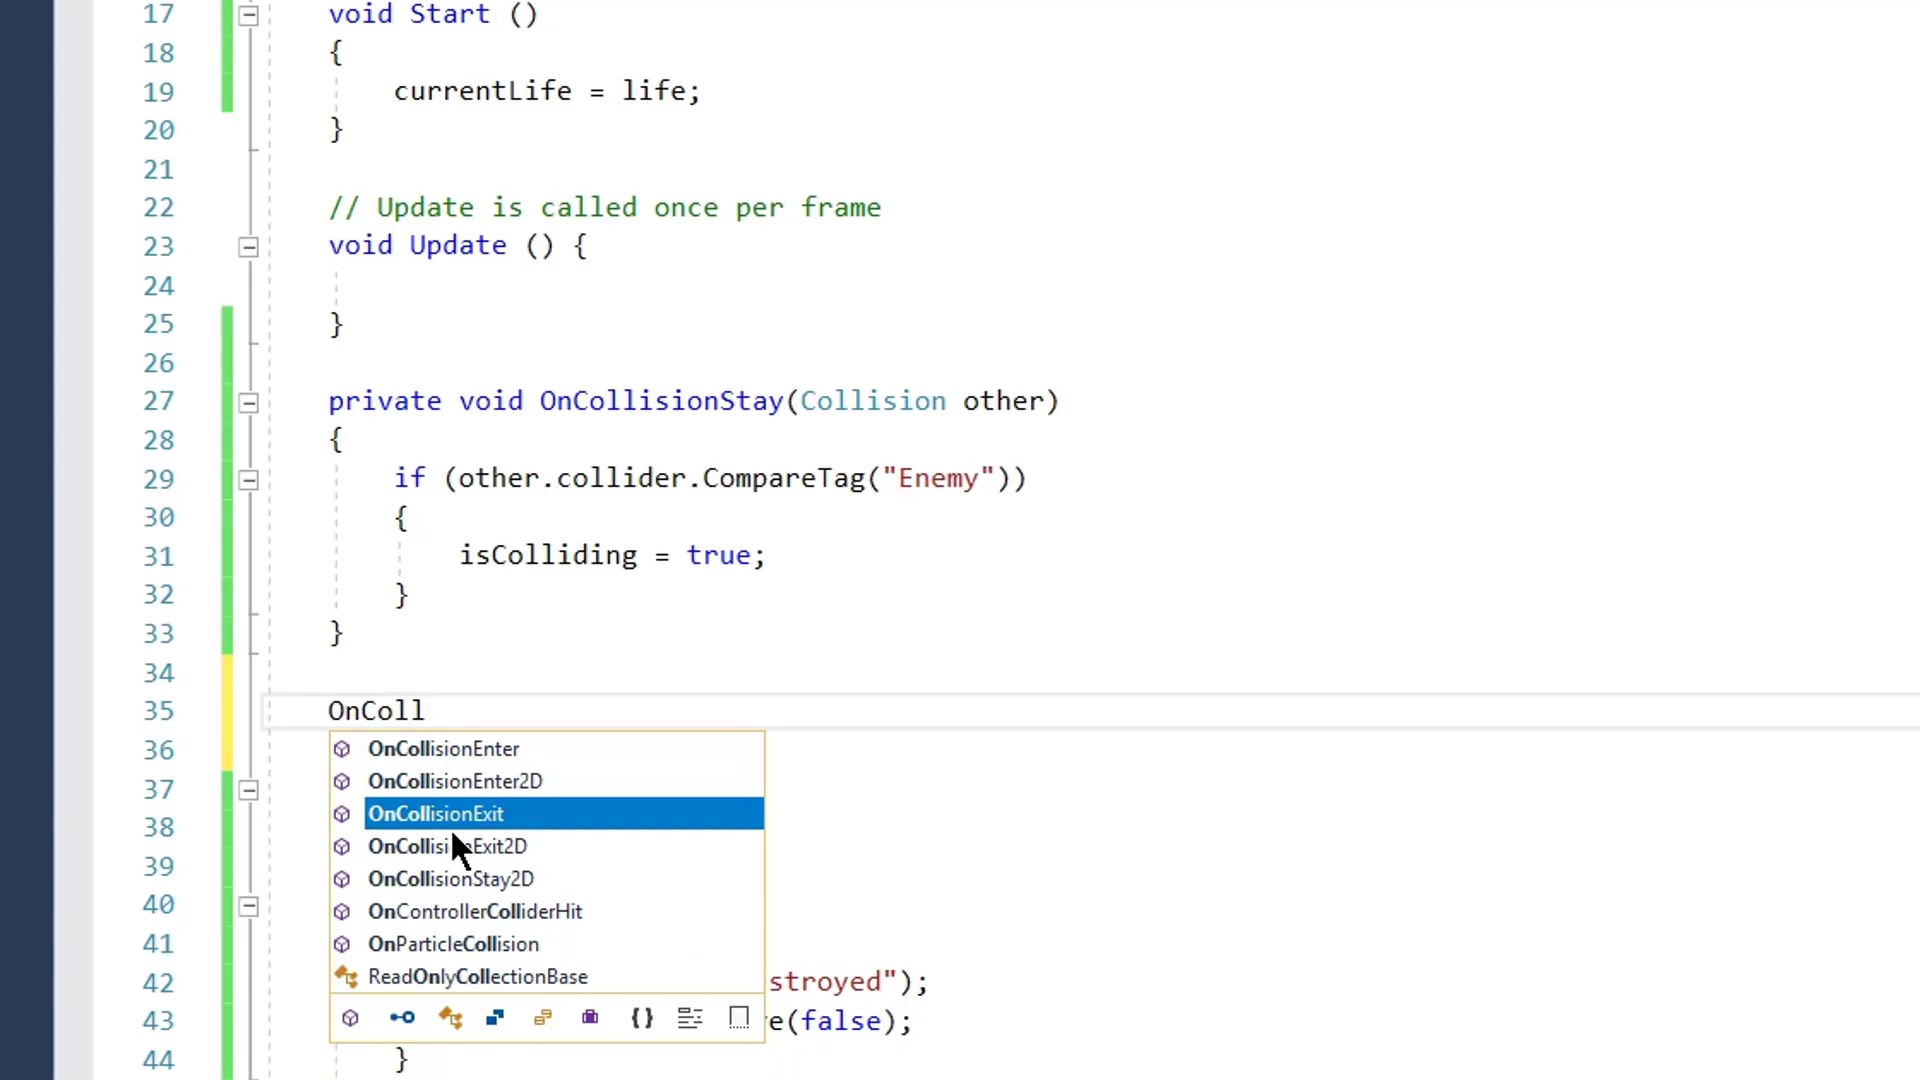 17 void Start ()
18 {
19 currentLife = life;
20 }
21
22 // Update is called once per frame
23 void Update () {
24
25 }
26
27 private void OnCollisionStay(Collision other)
28 {
29 if (other.collider.CompareTag("Enemy"))
30 {
31 isColliding = true;
32 }
33 }
34
35 OnColl
36
OnCollisionEnter
OnCollisionEnter2D
OnCollisionExit
OnCollisionExit2D
OnCollisionStay2D
OnControllerColliderHit
OnParticleCollision
ReadOnlyCollectionBase
{}
37
38
39
40
41
42 stroyed");
43 e(false);
44 }